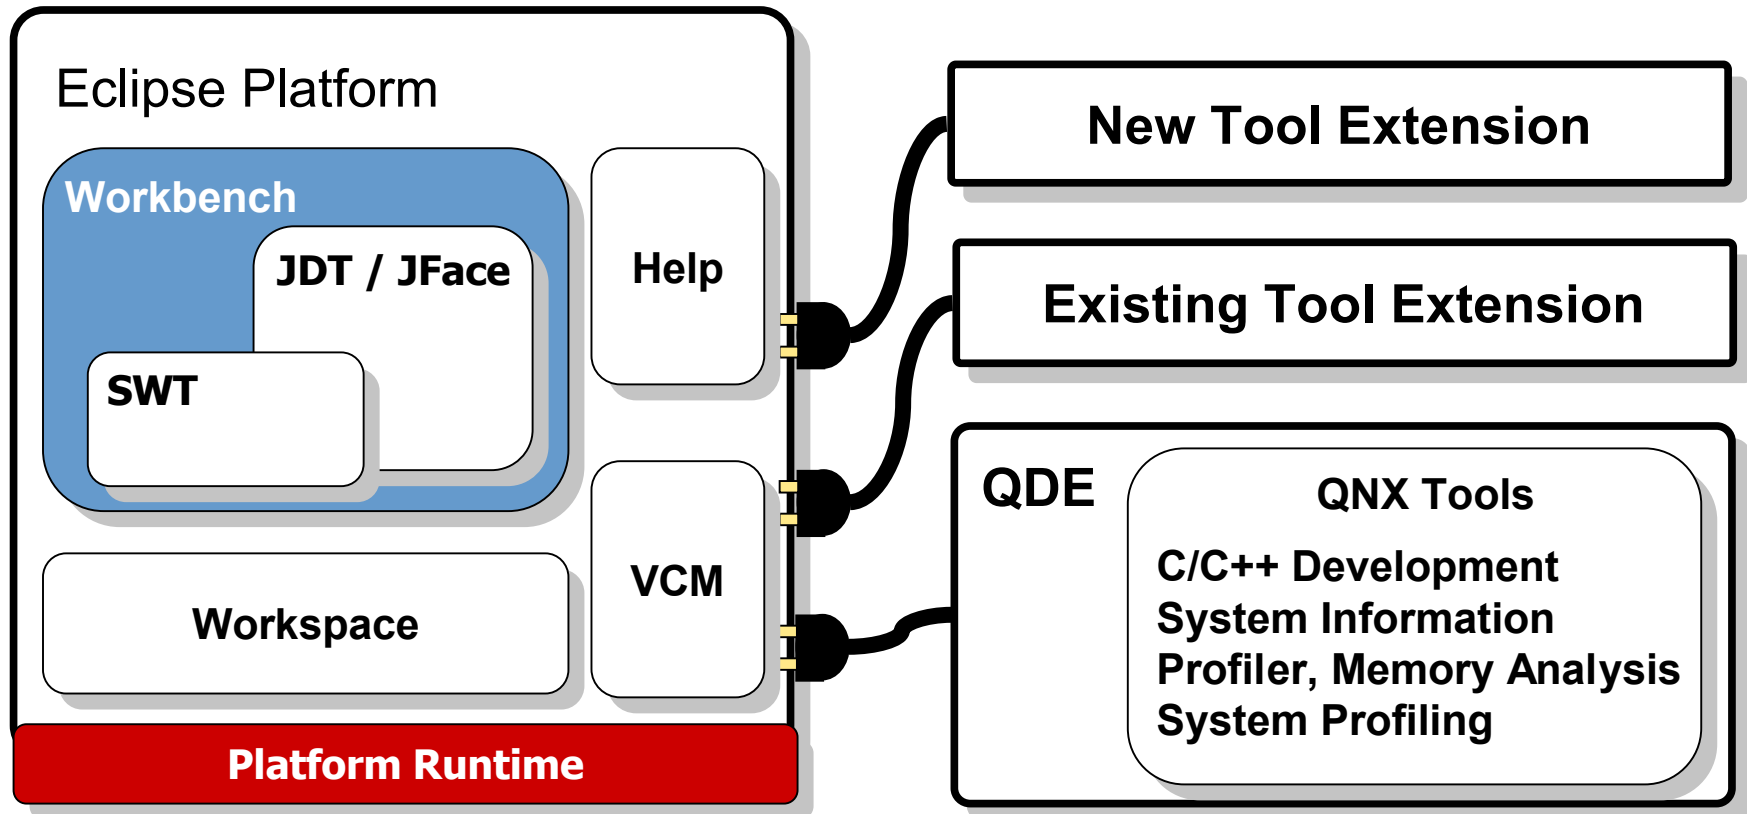 Eclipse Platform
Workbench
JDT / JFace
SWT
Help
Workspace
VCM
Platform Runtime
New Tool Extension
Existing Tool Extension
QDE
QNX Tools
C/C++ Development
System Information
Profiler, Memory Analysis
System Profiling